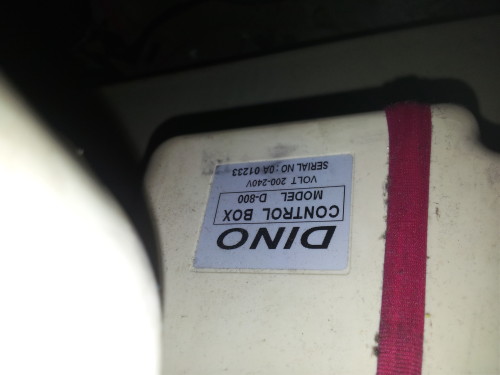 DINO
CONTROL BOX
MODEL D-800
VOLT 200-240V
SERIAL NO : 0A 01233